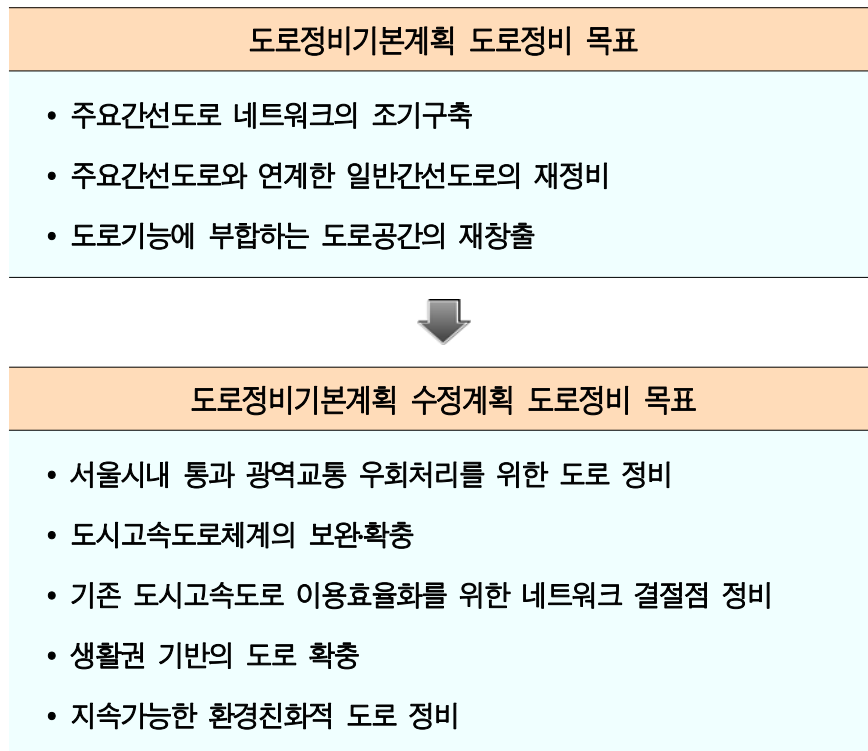 도로정비기본계획 도로정비 목표
• 주요간선도로 네트워크의 조기구축
• 주요간선도로와 연계한 일반간선도로의 재정비
• 도로기능에 부합하는 도로공간의 재창출
도로정비기본계획 수정계획 도로정비 목표
• 서울시내 통과 광역교통 우회처리를 위한 도로 정비
• 도시고속도로체계의 보완·확충
• 기존 도시고속도로 이용효율화를 위한 네트워크 결절점 정비
• 생활권 기반의 도로 확충
• 지속가능한 환경친화적 도로 정비